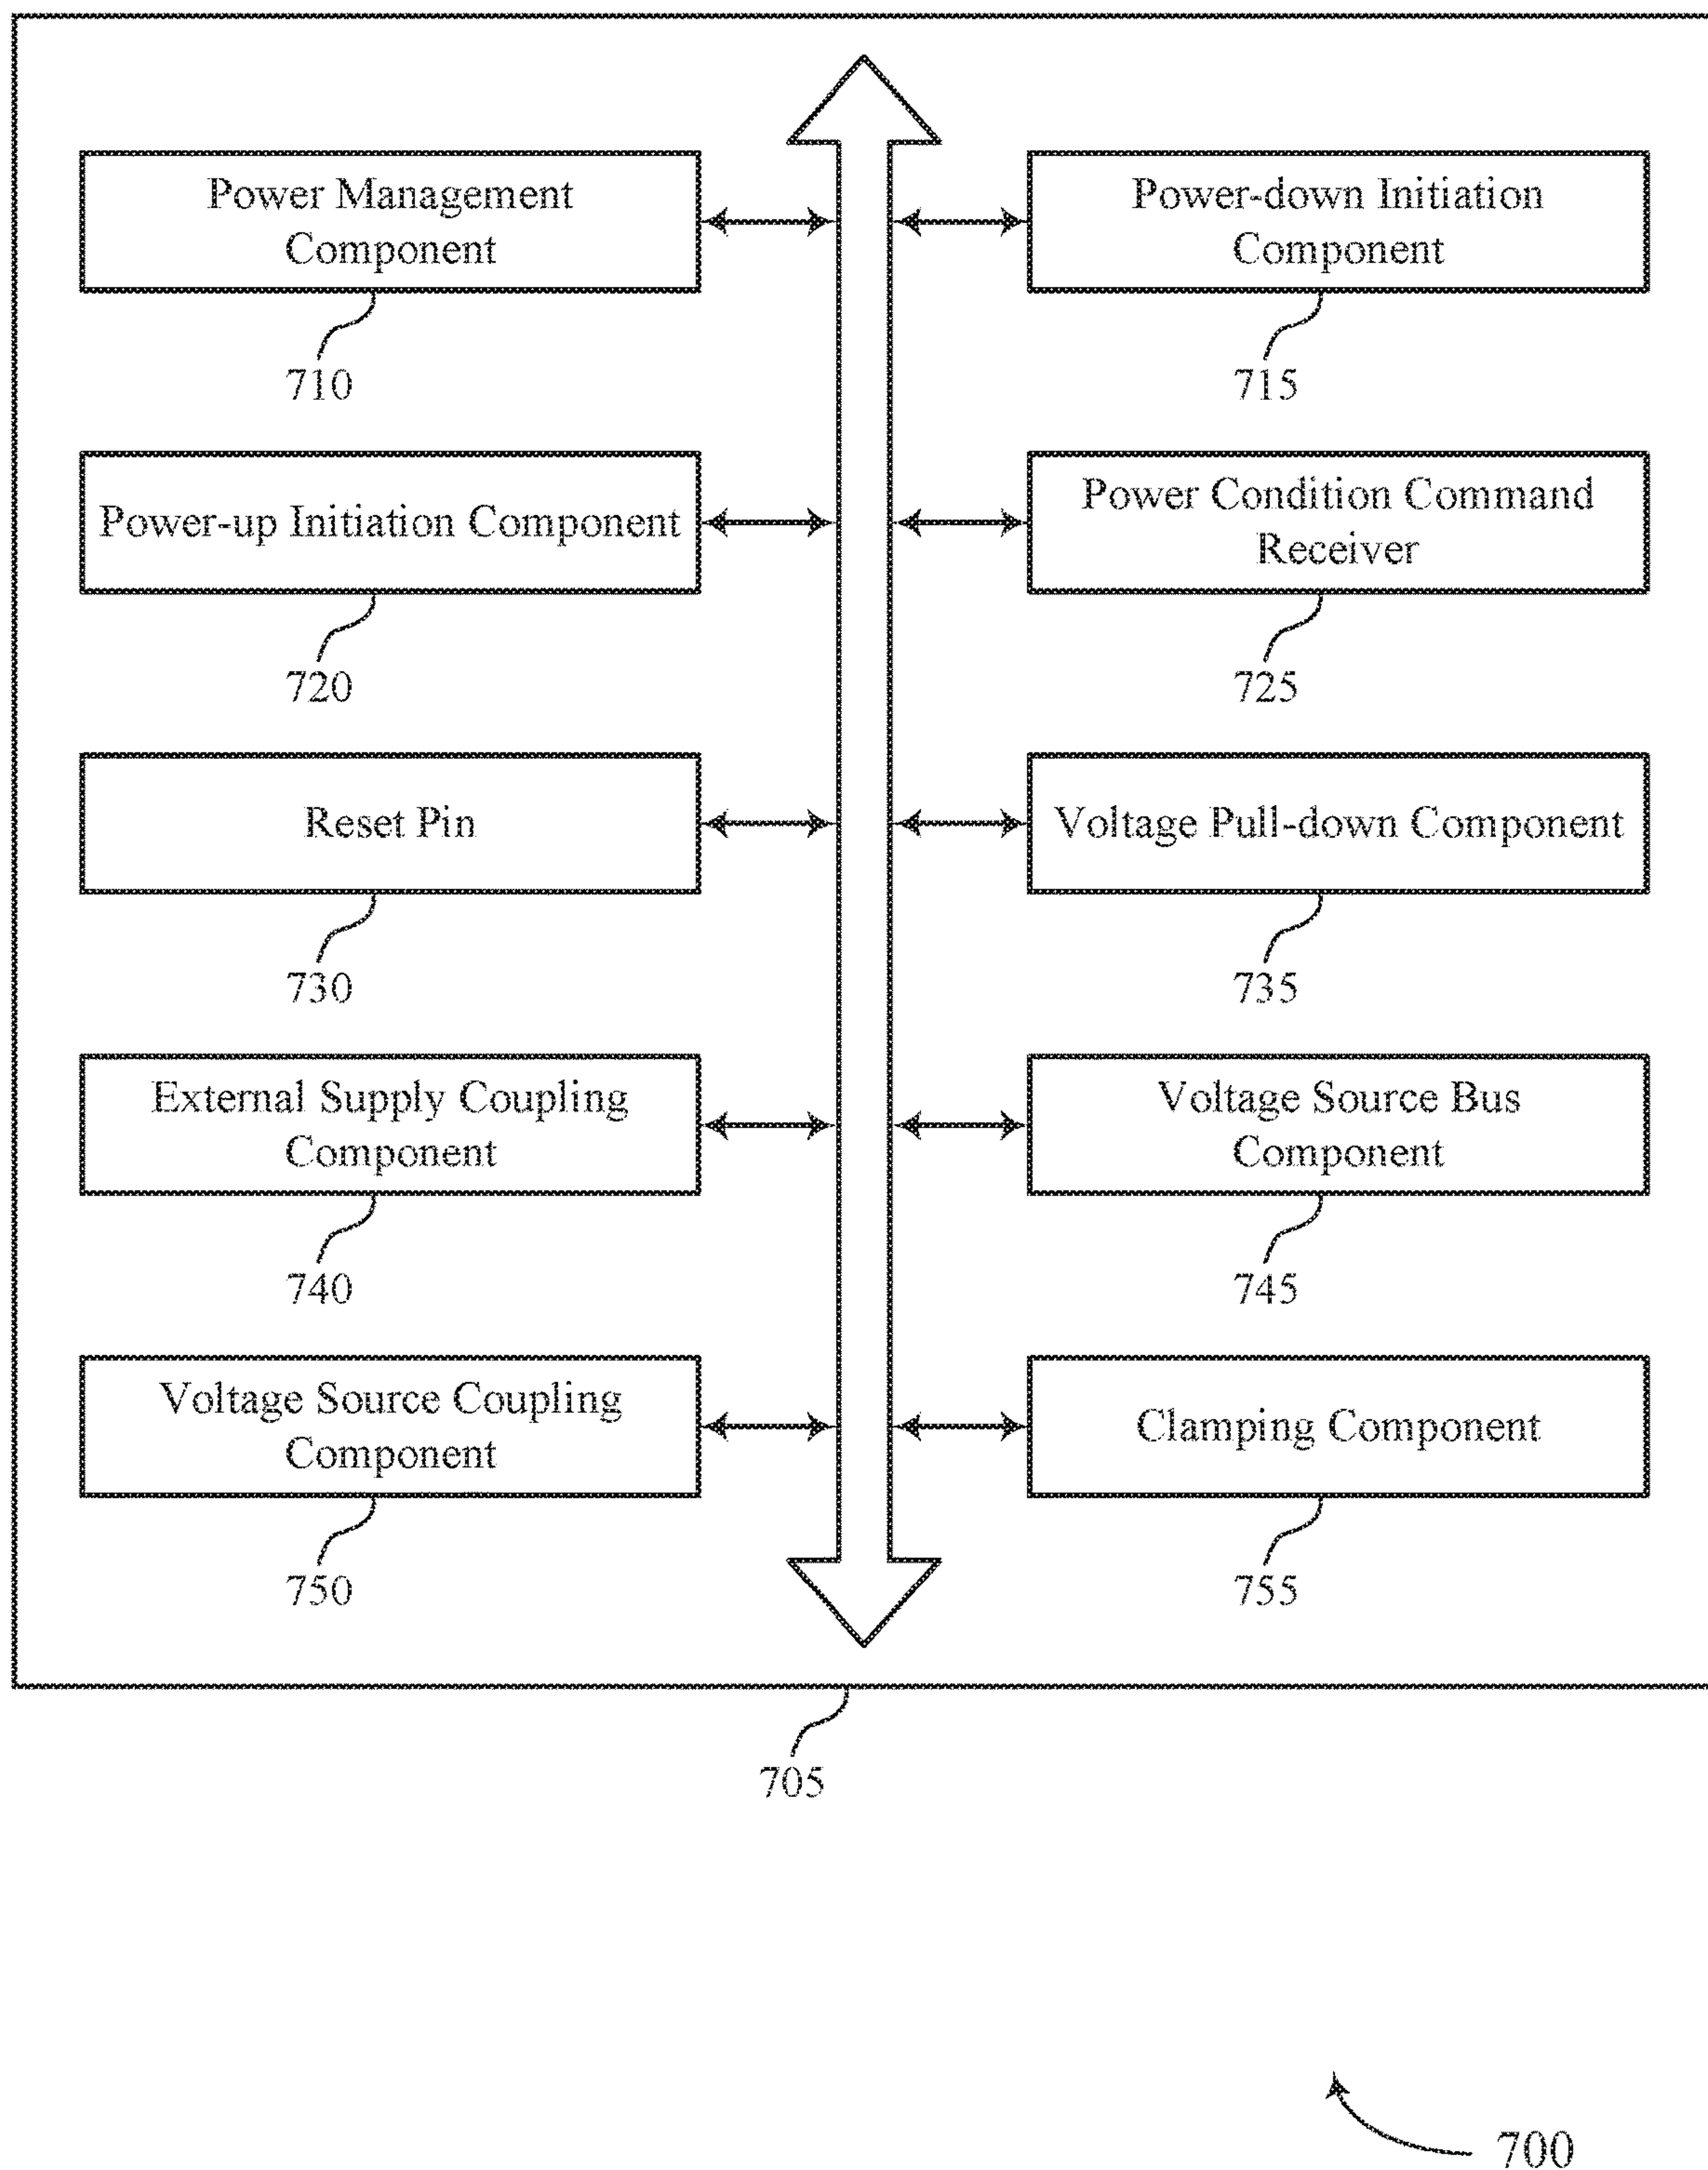 Power Management
Component
710
Power-down Initiation
Component
715
Power-up Initiation Component
720
Power Condition Command
Receiver
725
Reset Pin
730
Voltage Pull-down Component
735
External Supply Coupling
Component
740
Voltage Source Bus
Component
745
Voltage Source Coupling
Component
750
Clamping Component
755
705
700